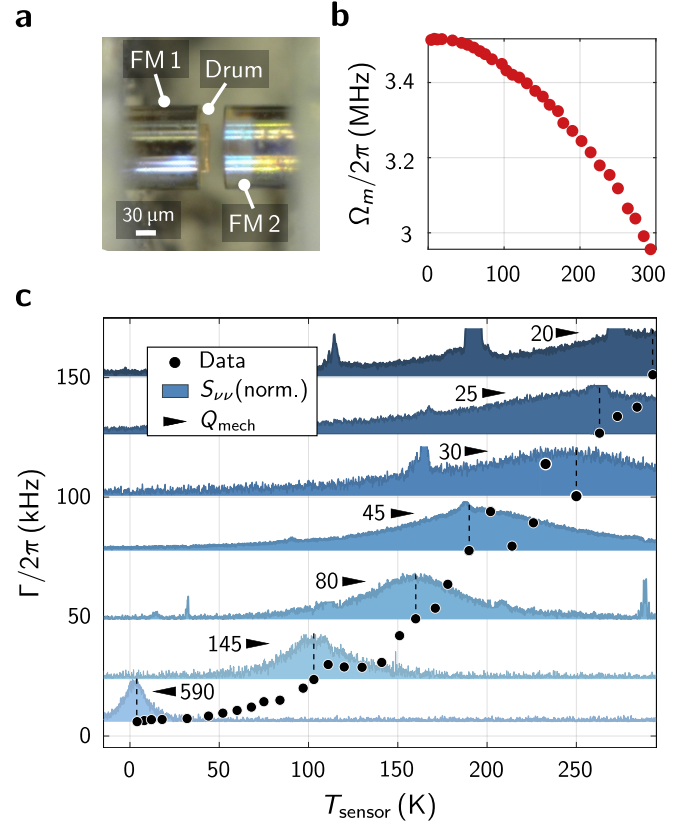 a
FM 1
Drum
FM 2
30 μm
b
Ω_m/2π (MHz)
3.4
3.2
3
0
100
200
300
c
Γ/2π (kHz)
150
100
50
0
Data
S_νν(norm.)
Q_mech
20
25
30
45
80
145
590
0
50
100
150
200
250
T_sensor (K)